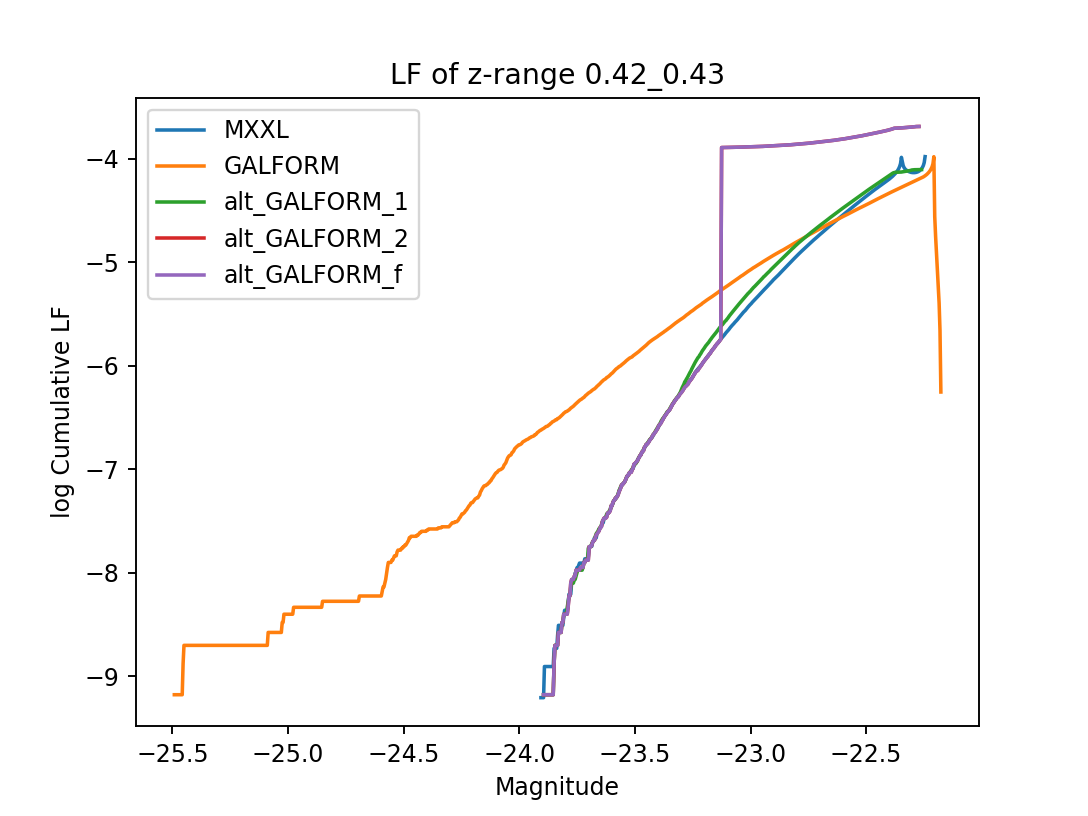 LF of z-range 0.42_0.43
MXXL
GALFORM
alt_GALFORM_1
alt_GALFORM_2
alt_GALFORM_f
log Cumulative LF
−4
−5
−6
−7
−8
−9
−25.5 −25.0 −24.5 −24.0 −23.5 −23.0 −22.5
Magnitude